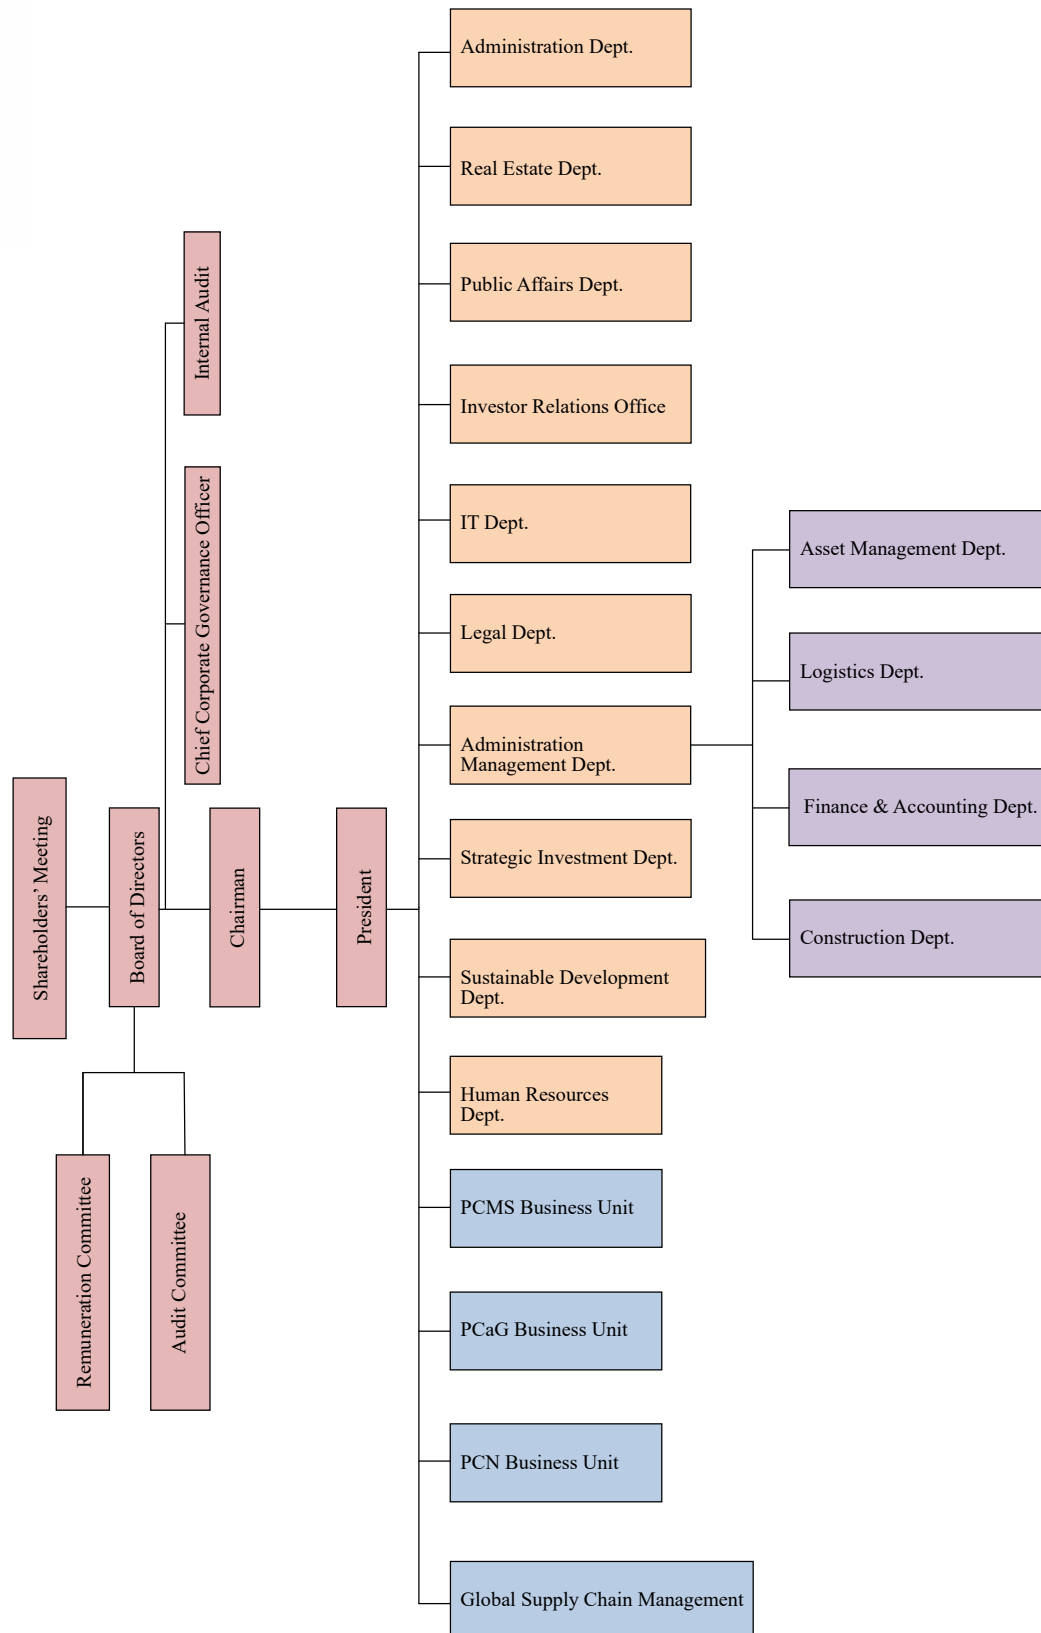 Shareholders’ Meeting
Board of Directors
Remuneration Committee
Audit Committee
Internal Audit
Chief Corporate Governance Officer
Chairman
President
Administration Dept.
Real Estate Dept.
Public Affairs Dept.
Investor Relations Office
IT Dept.
Legal Dept.
Administration
Management Dept.
Strategic Investment Dept.
Sustainable Development
Dept.
Human Resources
Dept.
PCMS Business Unit
PCaG Business Unit
PCN Business Unit
Global Supply Chain Management
Asset Management Dept.
Logistics Dept.
Finance & Accounting Dept.
Construction Dept.